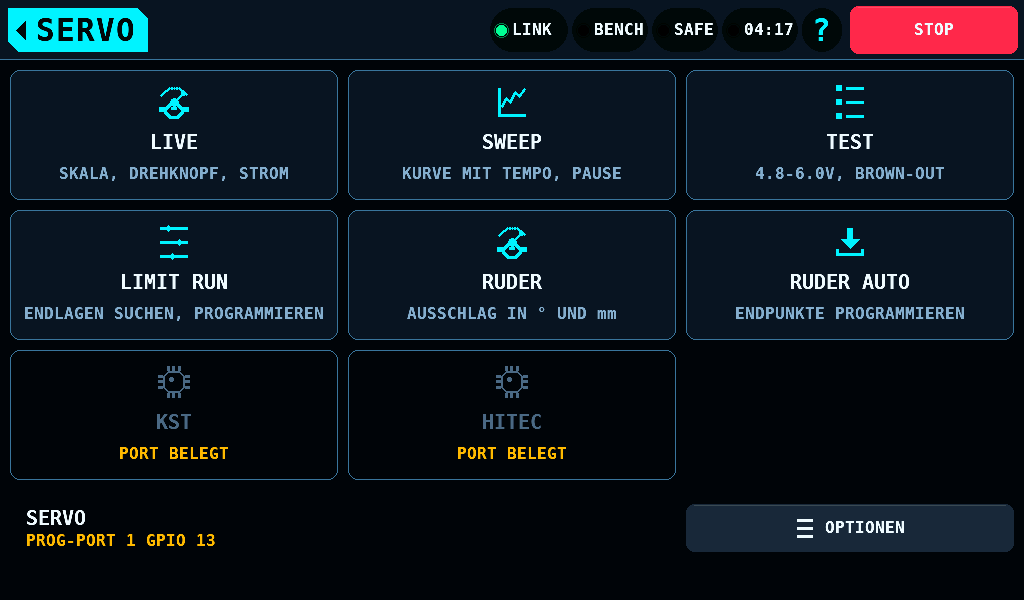 SERVO
LINK
BENCH
SAFE
04:17
?
STOP
LIVE
SKALA, DREHKNOPF, STROM
SWEEP
KURVE MIT TEMPO, PAUSE
TEST
4.8-6.0V, BROWN-OUT
LIMIT RUN
ENDLAGEN SUCHEN, PROGRAMMIEREN
RUDER
AUSSCHLAG IN ° UND mm
RUDER AUTO
ENDPUNKTE PROGRAMMIEREN
KST
PORT BELEGT
HITEC
PORT BELEGT
SERVO
PROG-PORT 1 GPIO 13
OPTIONEN